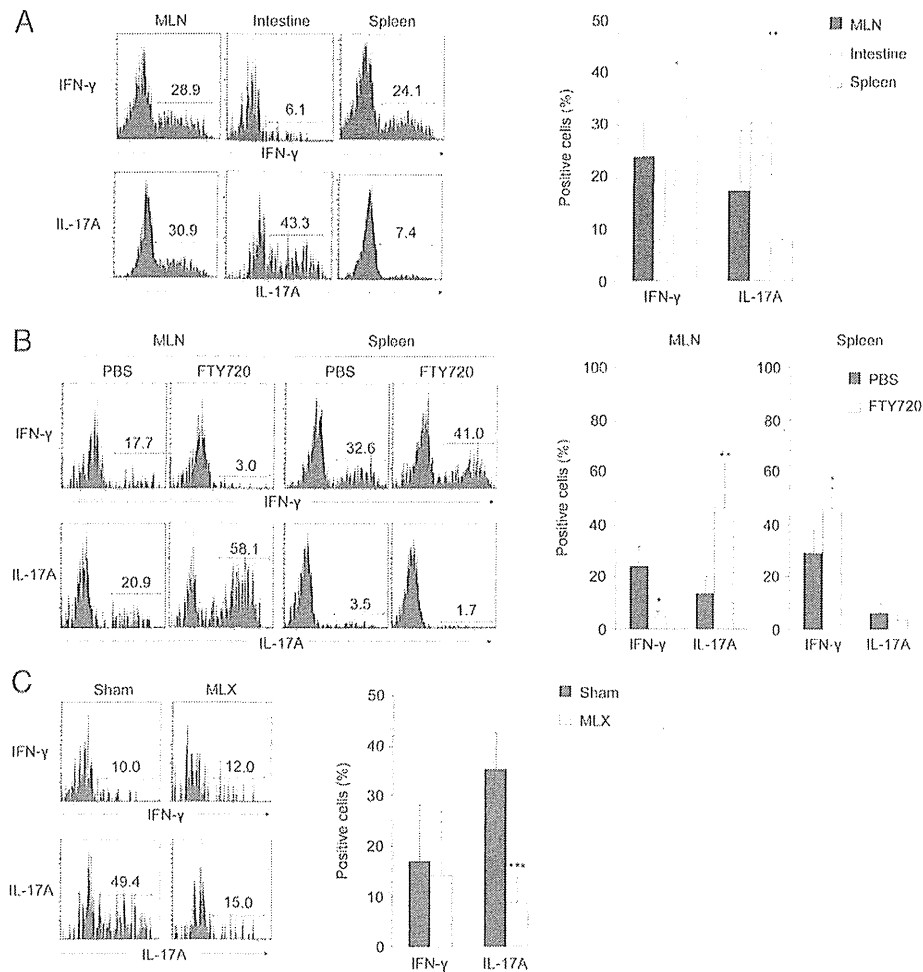 A
MLN Intestine Spleen
IFN-γ
28.9 6.1 24.1
IFN-γ
IL-17A
30.9 43.3 7.4
IL-17A
Positive cells (%)
50
40
30
20
10
0
* **
IFN-γ IL-17A
MLN
Intestine
Spleen
B
MLN Spleen
PBS FTY720 PBS FTY720
IFN-γ
17.7 3.0 32.6 41.0
IFN-γ
IL-17A
20.9 58.1 3.5 1.7
IL-17A
MLN Spleen
Positive cells (%)
100 100
80 80
60 60
40 40
20 20
0 0
IFN-γ IL-17A IFN-γ IL-17A
* ** *
PBS
FTY720
C
Sham MLX
IFN-γ
10.0 12.0
IFN-γ
IL-17A
49.4 15.0
IL-17A
Positive cells (%)
50
40
30
20
10
0
***
IFN-γ IL-17A
Sham
MLX